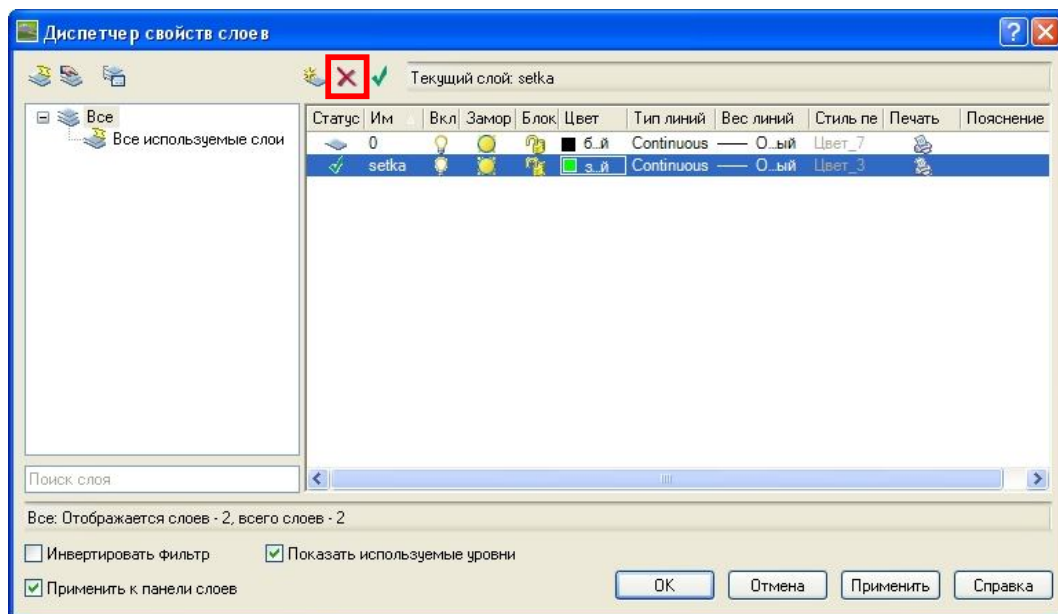 Диспетчер свойств слоев
Текущий слой: setka
Все
Все используемые слои
Статус Им Вкл Замор Блок Цвет Тип линий Вес линий Стиль пе Печать Пояснение
0 б...й Continuous О...ый Цвет_7
setka з...й Continuous О...ый Цвет_3
Поиск слоя
Все: Отображается слоев - 2, всего слоев - 2
Инвертировать фильтр Показать используемые уровни
Применить к панели слоев
OK Отмена Применить Справка